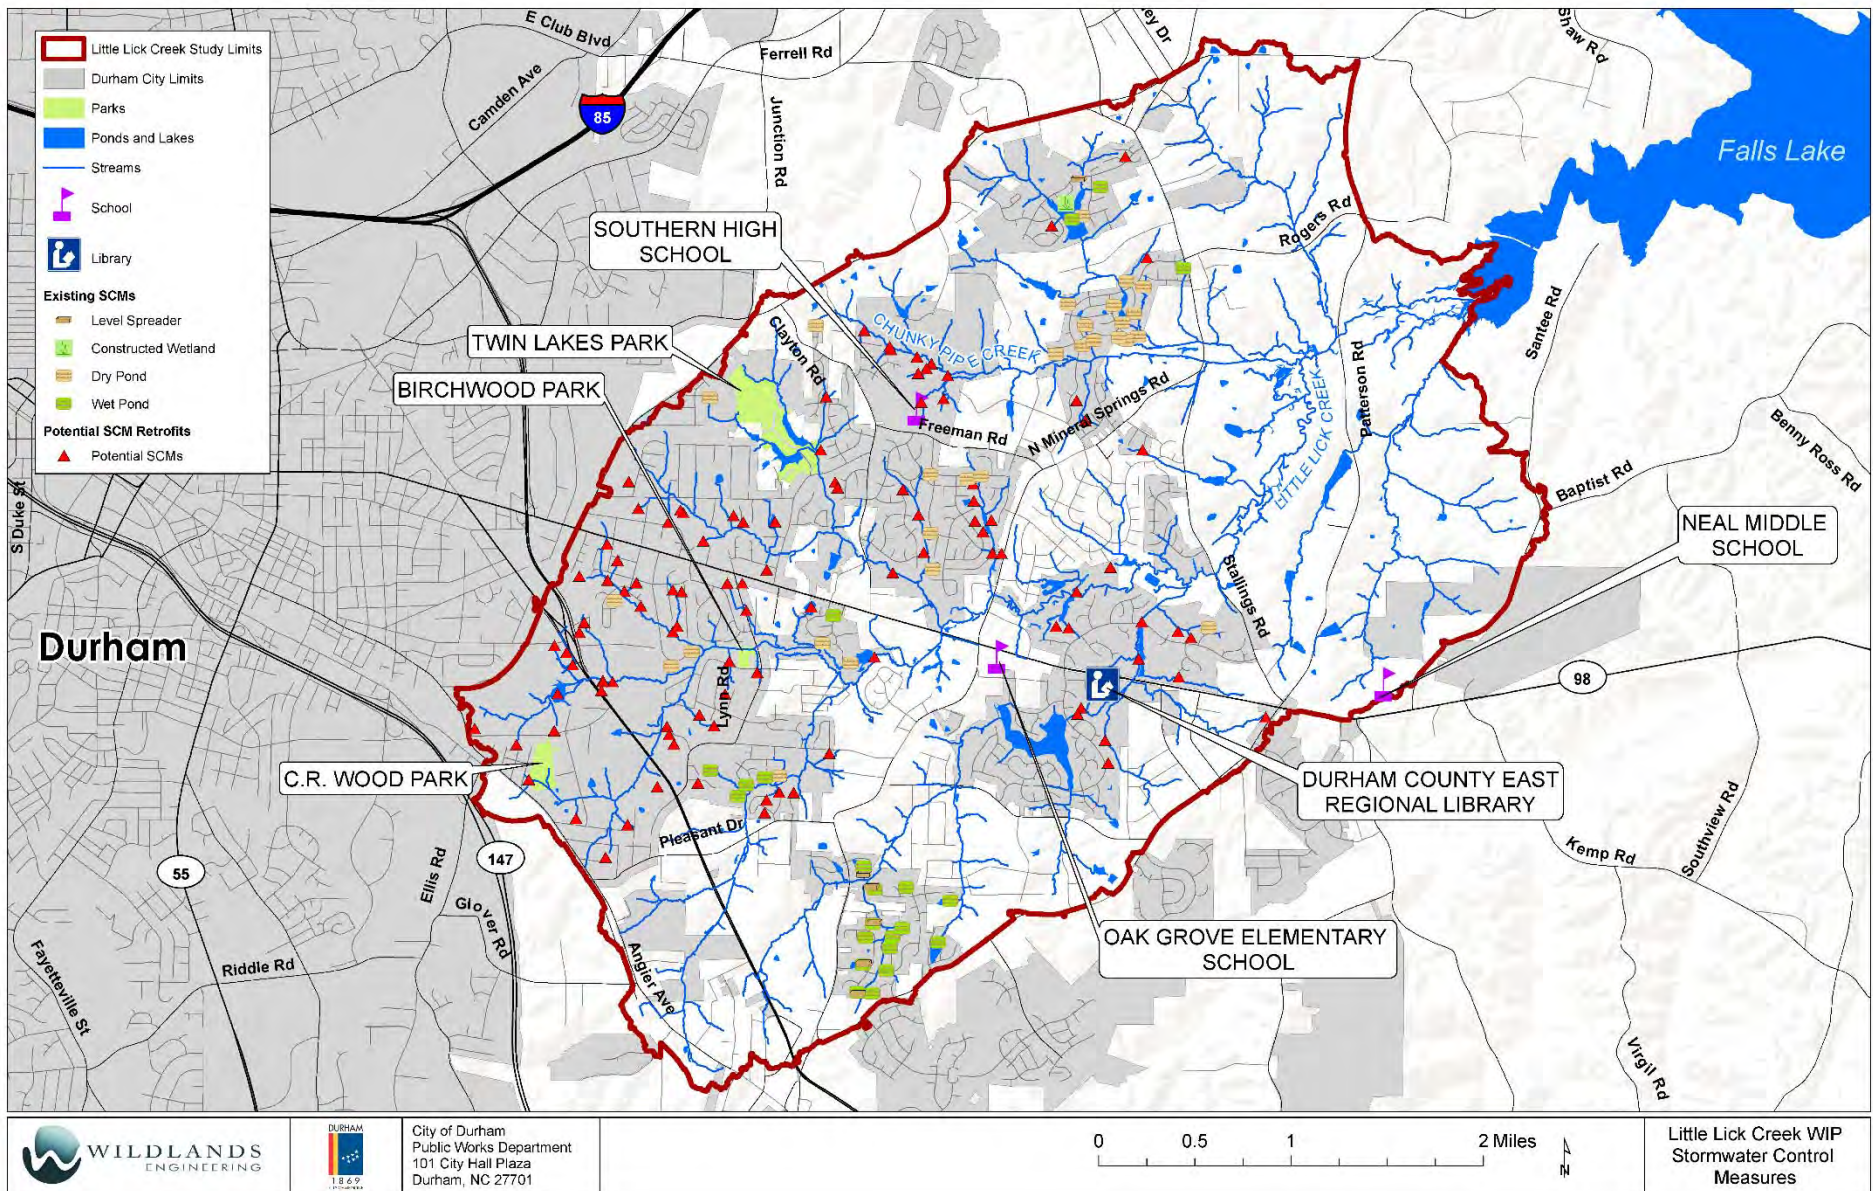 Little Lick Creek Study Limits
Durham City Limits
Parks
Ponds and Lakes
Streams
School
Library
Existing SCMs
Level Spreader
Constructed Wetland
Dry Pond
Wet Pond
Potential SCM Retrofits
Potential SCMs
E Club Blvd
Camden Ave
85
Ferrell Rd
Junction Rd
ey Dr
Shaw Rd
Falls Lake
SOUTHERN HIGH
SCHOOL
Rogers Rd
TWIN LAKES PARK
Clayton Rd
CHUNKY PIPE CREEK
Santee Rd
BIRCHWOOD PARK
Freeman Rd
N Mineral Springs Rd
Patterson Rd
LITTLE LICK CREEK
Baptist Rd
Benny Ross Rd
S Duke St
NEAL MIDDLE
SCHOOL
Stallings Rd
Durham
Lynn Rd
98
C.R. WOOD PARK
DURHAM COUNTY EAST
REGIONAL LIBRARY
Pleasant Dr
Kemp Rd
Southview Rd
55
147
Ellis Rd
Glover Rd
OAK GROVE ELEMENTARY
SCHOOL
Fayetteville St
Riddle Rd
Angier Ave
Virgil Rd
WILDLANDS
ENGINEERING
DURHAM
1869
City of Durham
Public Works Department
101 City Hall Plaza
Durham, NC 27701
0 0.5 1 2 Miles
N
Little Lick Creek WIP
Stormwater Control
Measures